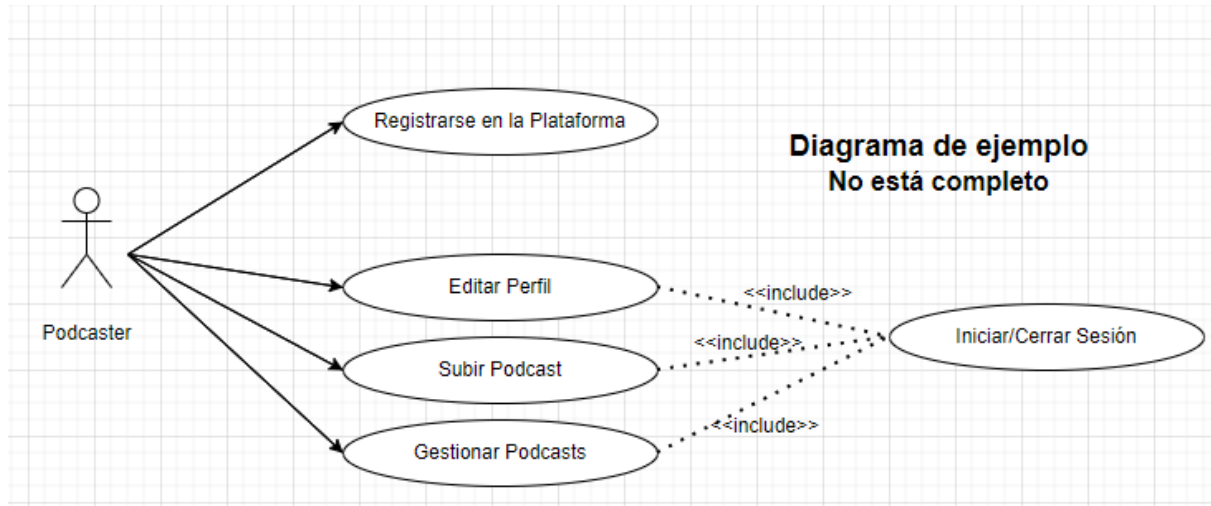 Registrarse en la Plataforma
Diagrama de ejemplo
No está completo
Podcaster
Editar Perfil
<<include>>
Iniciar/Cerrar Sesión
<<include>>
Subir Podcast
<<include>>
Gestionar Podcasts